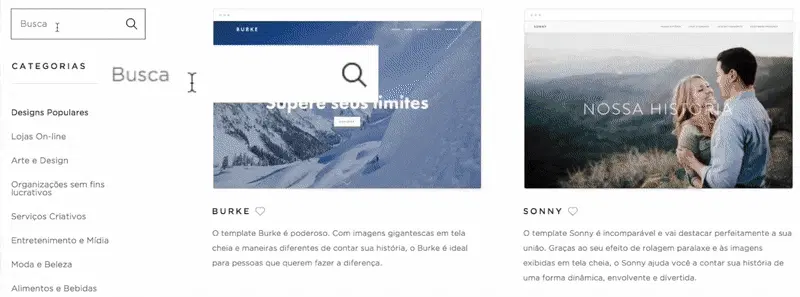 Busca
CATEGORIAS
Busca
Designs Populares
Lojas On-line
Arte e Design
Organizações sem fins
lucrativos
Serviços Criativos
Entretenimento e Mídia
Moda e Beleza
Alimentos e Bebidas
BURKE
Supere seus limites
BURKE
O template Burke é poderoso. Com imagens gigantescas em tela
cheia e maneiras diferentes de contar sua história, o Burke é ideal
para pessoas que querem fazer a diferença.
SONNY
NOSSA HISTÓRIA
SONNY
O template Sonny é incomparável e vai destacar perfeitamente a sua
união. Graças ao seu efeito de rolagem paralaxe e às imagens
exibidas em tela cheia, o Sonny ajuda você a contar sua história de
uma forma dinâmica, envolvente e divertida.